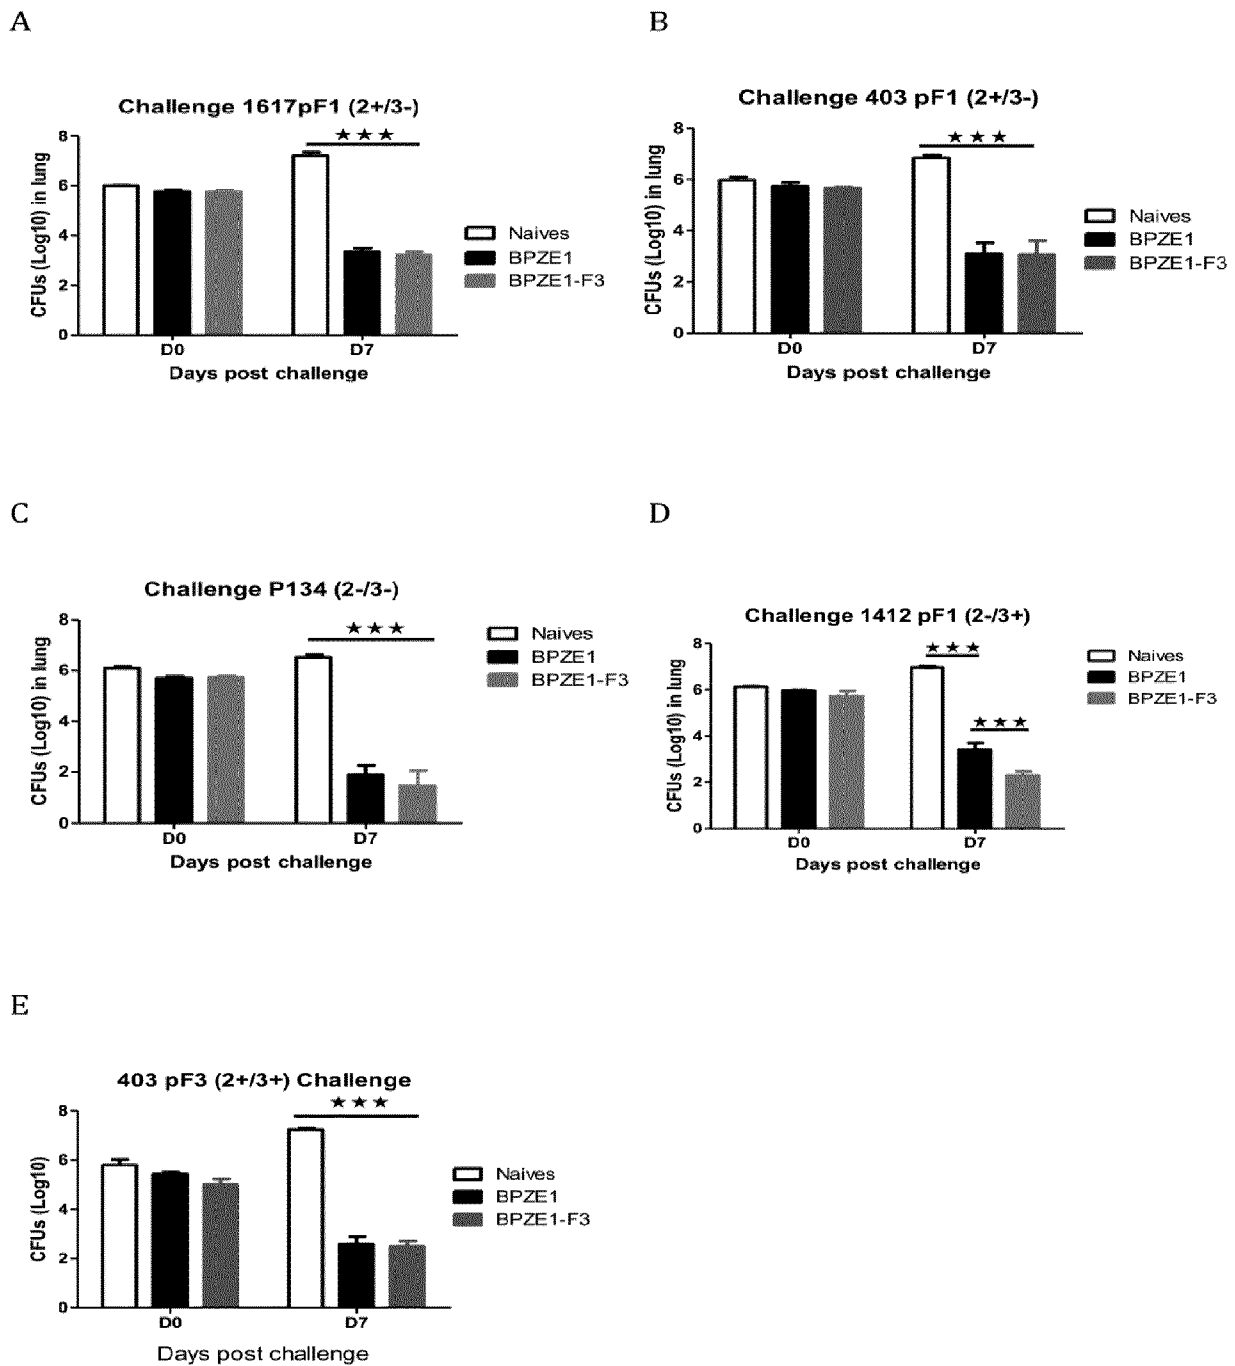 A
Challenge 1617pF1 (2+/3-)
★★★
CFUs (Log10) in lung
8
6
4
2
0
D0
D7
Days post challenge
Naives
BPZE1
BPZE1-F3
B
Challenge 403 pF1 (2+/3-)
★★★
CFUs (Log10) in lung
8
6
4
2
0
D0
D7
Days post challenge
Naives
BPZE1
BPZE1-F3
C
Challenge P134 (2-/3-)
★★★
CFUs (Log10) in lung
8
6
4
2
0
D0
D7
Days post challenge
Naives
BPZE1
BPZE1-F3
D
Challenge 1412 pF1 (2-/3+)
★★★
★★★
CFUs (Log10) in lung
8
6
4
2
0
D0
D7
Days post challenge
Naives
BPZE1
BPZE1-F3
E
403 pF3 (2+/3+) Challenge
★★★
CFUs (Log10)
8
6
4
2
0
D0
D7
Days post challenge
Naives
BPZE1
BPZE1-F3